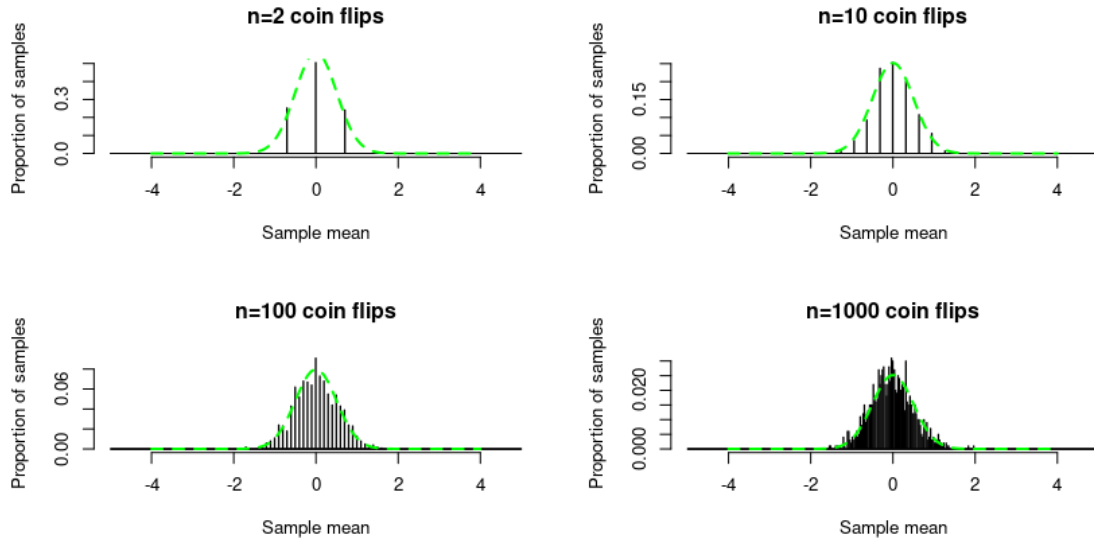 n=2 coin flips
Proportion of samples
0.0 0.3
-4 -2 0 2 4
Sample mean
n=10 coin flips
Proportion of samples
0.00 0.15
-4 -2 0 2 4
Sample mean
n=100 coin flips
Proportion of samples
0.00 0.06
-4 -2 0 2 4
Sample mean
n=1000 coin flips
Proportion of samples
0.000 0.020
-4 -2 0 2 4
Sample mean